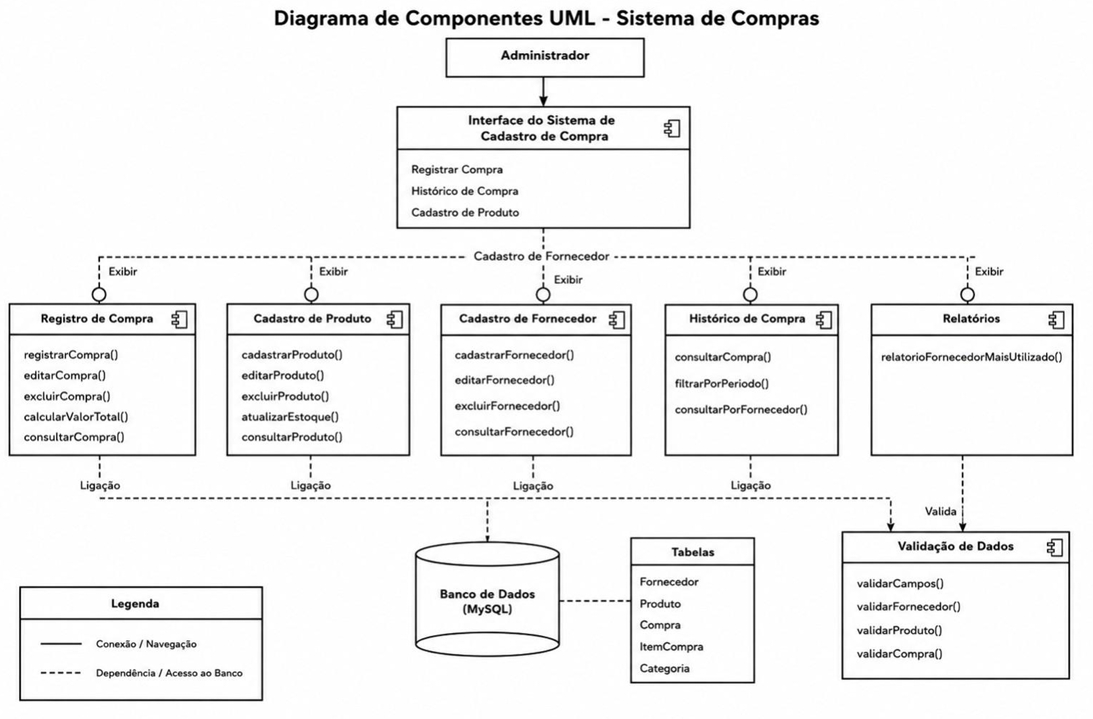 Diagrama de Componentes UML - Sistema de Compras
Administrador
Interface do Sistema de
Cadastro de Compra
Registrar Compra
Histórico de Compra
Cadastro de Produto
Cadastro de Fornecedor
Exibir
Exibir
Exibir
Exibir
Exibir
Registro de Compra
registrarCompra()
editarCompra()
excluirCompra()
calcularValorTotal()
consultarCompra()
Cadastro de Produto
cadastrarProduto()
editarProduto()
excluirProduto()
atualizarEstoque()
consultarProduto()
Cadastro de Fornecedor
cadastrarFornecedor()
editarFornecedor()
excluirFornecedor()
consultarFornecedor()
Histórico de Compra
consultarCompra()
filtrarPorPeriodo()
consultarPorFornecedor()
Relatórios
relatorioFornecedorMaisUtilizado()
Ligação
Ligação
Ligação
Ligação
Valida
Banco de Dados
(MySQL)
Tabelas
Fornecedor
Produto
Compra
ItemCompra
Categoria
Validação de Dados
validarCampos()
validarFornecedor()
validarProduto()
validarCompra()
Legenda
Conexão / Navegação
Dependência / Acesso ao Banco